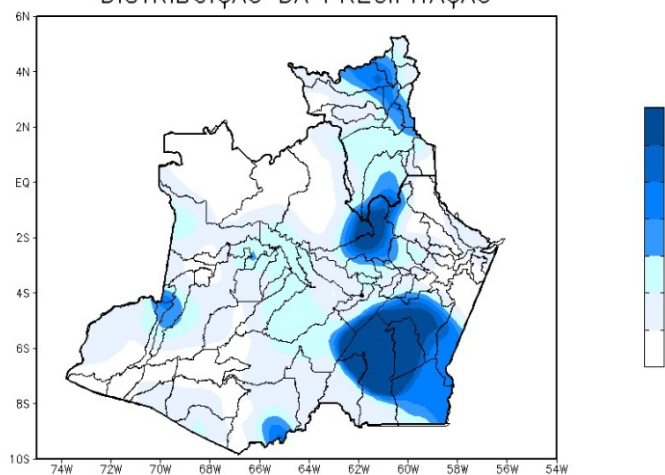 DISTRIBUIÇÃO DA PRECIPITAÇÃO
6N
4N
2N
EQ
2S
4S
6S
8S
10S
74W 72W 70W 68W 66W 64W 62W 60W 58W 56W 54W